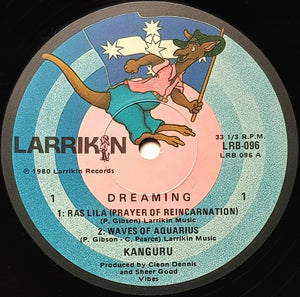 LARRIKIN
33 1/3 R.P.M.
LRB-096
LRB 096 A
℗ 1980 Larrikin Records
DREAMING
1 1
1: RAS LILA (PRAYER OF REINCARNATION)
(P. Gibson) Larrikin Music
2: WAVES OF AQUARIUS
(P. Gibson - C. Pearce) Larrikin Music
KANGURU
Produced by Cleon Dennis
and Sheer Good
Vibes